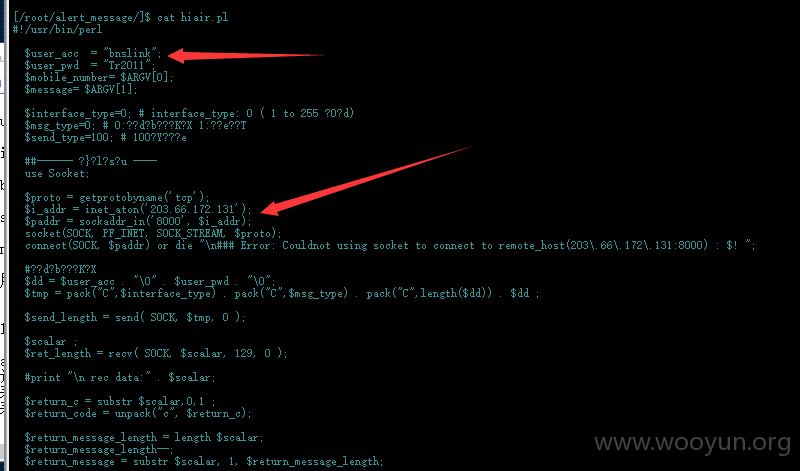 [/root/alert_message/]$ cat hiair.pl
#!/usr/bin/perl
$user_acc = "bnslink";
$user_pwd = "Tr2011";
$mobile_number= $ARGV[0];
$message= $ARGV[1];
$interface_type=0; # interface_type: 0 ( 1 to 255 ?O?d)
$msg_type=0; # 0:??d?b???K?X 1:??e??T
$send_type=100; # 100?Y???e
##------ ?}?l?s?u ----
use Socket;
$proto = getprotobyname('tcp');
$i_addr = inet_aton('203.66.172.131');
$paddr = sockaddr_in('8000', $i_addr);
socket(SOCK, PF_INET, SOCK_STREAM, $proto);
connect(SOCK, $paddr) or die "\n### Error: Couldnot using socket to connect to remote_host(203\.66\.172\.131:8000) : $! ";
#??d?b???K?X
$dd = $user_acc . "\0" . $user_pwd . "\0";
$tmp = pack("C",$interface_type) . pack("C",$msg_type) . pack("C",length($dd)) . $dd ;
$send_length = send( SOCK, $tmp, 0 );
$scalar ;
$ret_length = recv( SOCK, $scalar, 129, 0 );
#print "\n rec data:" . $scalar;
$return_c = substr $scalar,0,1 ;
$return_code = unpack("c", $return_c);
$return_message_length = length $scalar;
$return_message_length--;
$return_message = substr $scalar, 1, $return_message_length;
www.wooyun.org